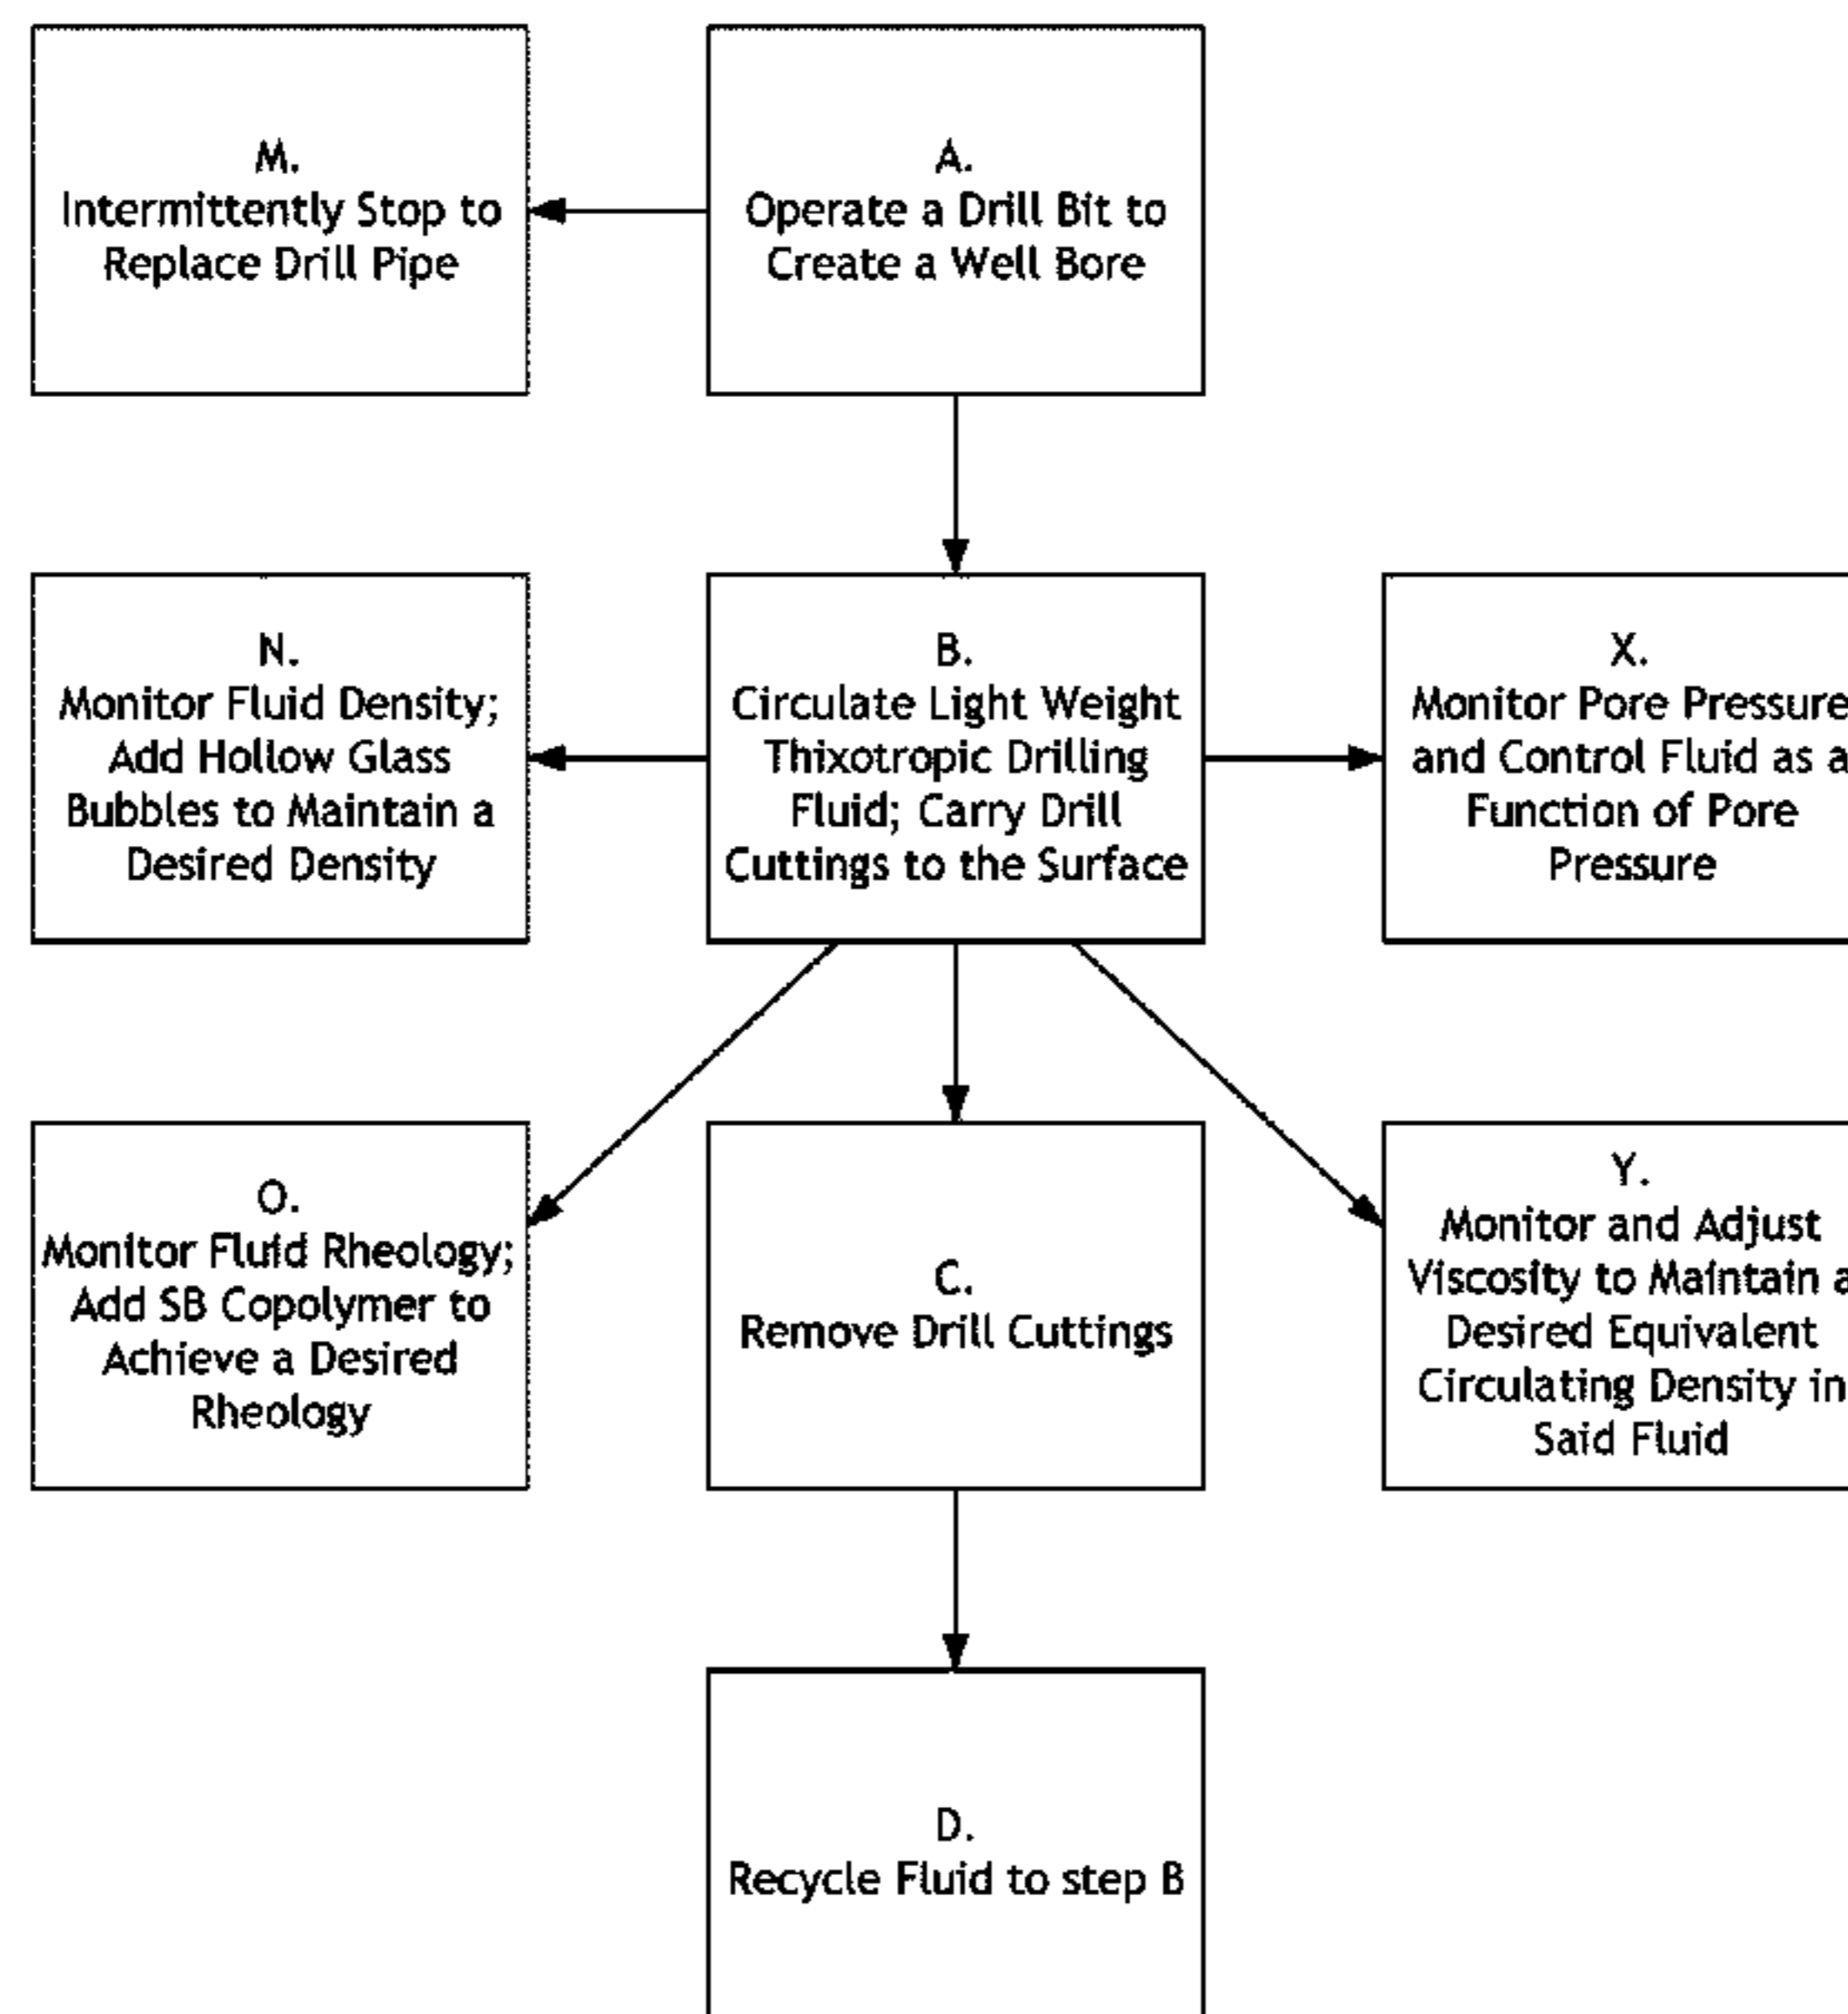 M.
Intermittently Stop to
Replace Drill Pipe
A.
Operate a Drill Bit to
Create a Well Bore
N.
Monitor Fluid Density;
Add Hollow Glass
Bubbles to Maintain a
Desired Density
B.
Circulate Light Weight
Thixotropic Drilling
Fluid; Carry Drill
Cuttings to the Surface
X.
Monitor Pore Pressure
and Control Fluid as a
Function of Pore
Pressure
O.
Monitor Fluid Rheology;
Add SB Copolymer to
Achieve a Desired
Rheology
C.
Remove Drill Cuttings
Y.
Monitor and Adjust
Viscosity to Maintain a
Desired Equivalent
Circulating Density in
Said Fluid
D.
Recycle Fluid to step B